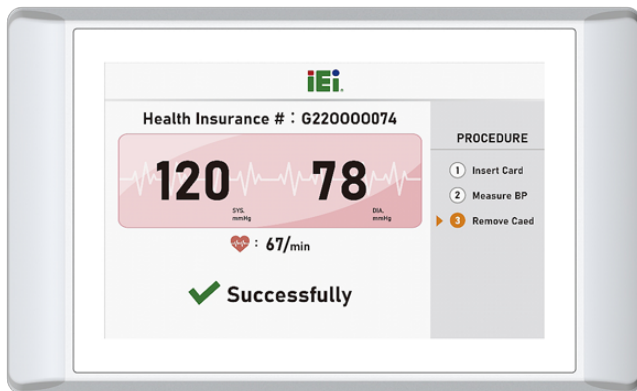 iEi.
Health Insurance # : G220000074
120 SYS. mmHg 78 DIA. mmHg
: 67/min
Successfully
PROCEDURE
1 Insert Card
2 Measure BP
3 Remove Caed